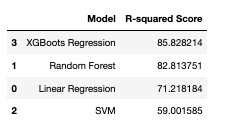 Model R-squared Score
3 XGBoots Regression 85.828214
1 Random Forest 82.813751
0 Linear Regression 71.218184
2 SVM 59.001585